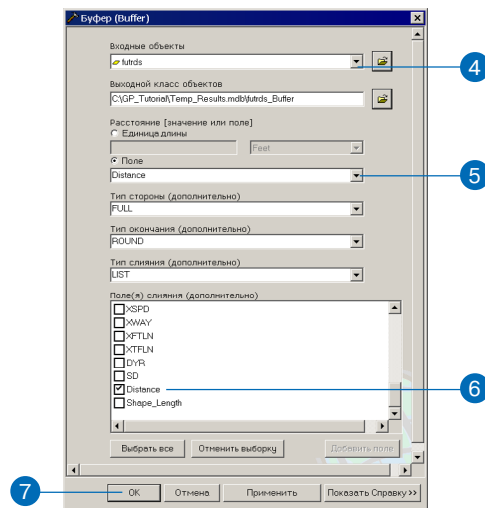 Буфер (Buffer)
Входные объекты
futrds
4
Выходной класс объектов
C:\GP_Tutorial\Temp_Results.mdb\futrds_Buffer
Расстояние [значение или поле]
Единица длины
Feet
Поле
Distance
5
Тип стороны (дополнительно)
FULL
Тип окончания (дополнительно)
ROUND
Тип слияния (дополнительно)
LIST
Поле(я) слияния (дополнительно)
XSPD
XWAY
XFTLN
XTFLN
DYR
SD
Distance
6
Shape_Length
Выбрать все Отменить выборку Добавить поле
7
OK Отмена Применить Показать Справку >>